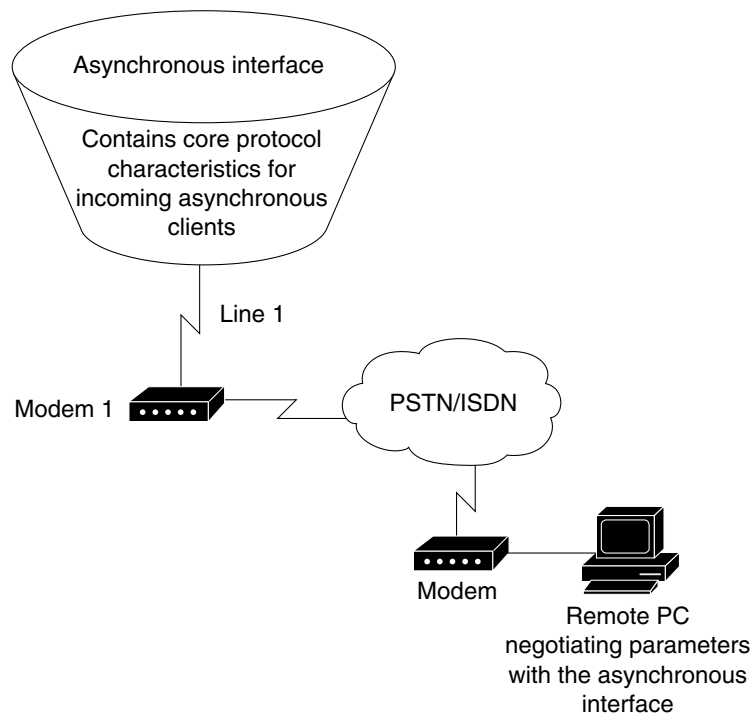 Asynchronous interface
Contains core protocol
characteristics for
incoming asynchronous
clients
Line 1
Modem 1
PSTN/ISDN
Modem
Remote PC
negotiating parameters
with the asynchronous
interface